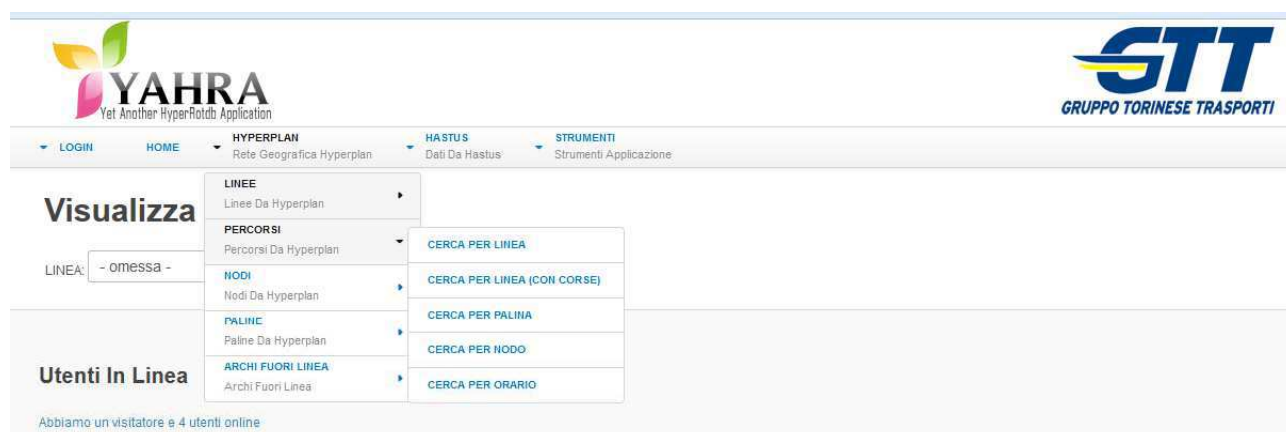 YAHRA
Yet Another HyperRotdb Application
GTT
GRUPPO TORINESE TRASPORTI
LOGIN
HOME
HYPERPLAN
Rete Geografica Hyperplan
HASTUS
Dati Da Hastus
STRUMENTI
Strumenti Applicazione
Visualizza
LINEA: - omessa -
LINEE
Linee Da Hyperplan
PERCORSI
Percorsi Da Hyperplan
NODI
Nodi Da Hyperplan
PALINE
Paline Da Hyperplan
ARCHI FUORI LINEA
Archi Fuori Linea
CERCA PER LINEA
CERCA PER LINEA (CON CORSE)
CERCA PER PALINA
CERCA PER NODO
CERCA PER ORARIO
Utenti In Linea
Abbiamo un visitatore e 4 utenti online